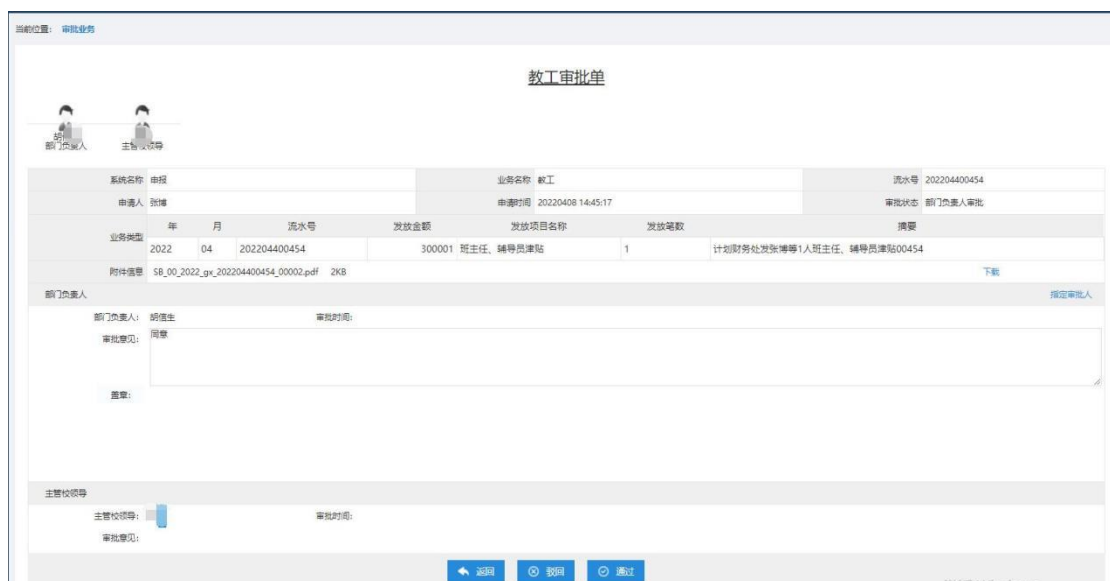 当前位置： 审批业务
教工审批单
胡
部门负责人 主管校领导
系统名称 申报 业务名称 教工 流水号 202204400454
申请人 张博 申请时间 20220408 14:45:17 审批状态 部门负责人审批
业务类型 年 月 流水号 发放金额 发放项目名称 发放笔数 摘要
2022 04 202204400454 300001 班主任、辅导员津贴 1 计划财务处发张博等1人班主任、辅导员津贴00454
附件信息 SB_00_2022_gx_202204400454_00002.pdf 2KB 下载
部门负责人 指定审批人
部门负责人： 胡信生 审批时间:
审批意见: 同意
盖章:
主管校领导
主管校领导: 审批时间:
审批意见:
返回 驳回 通过